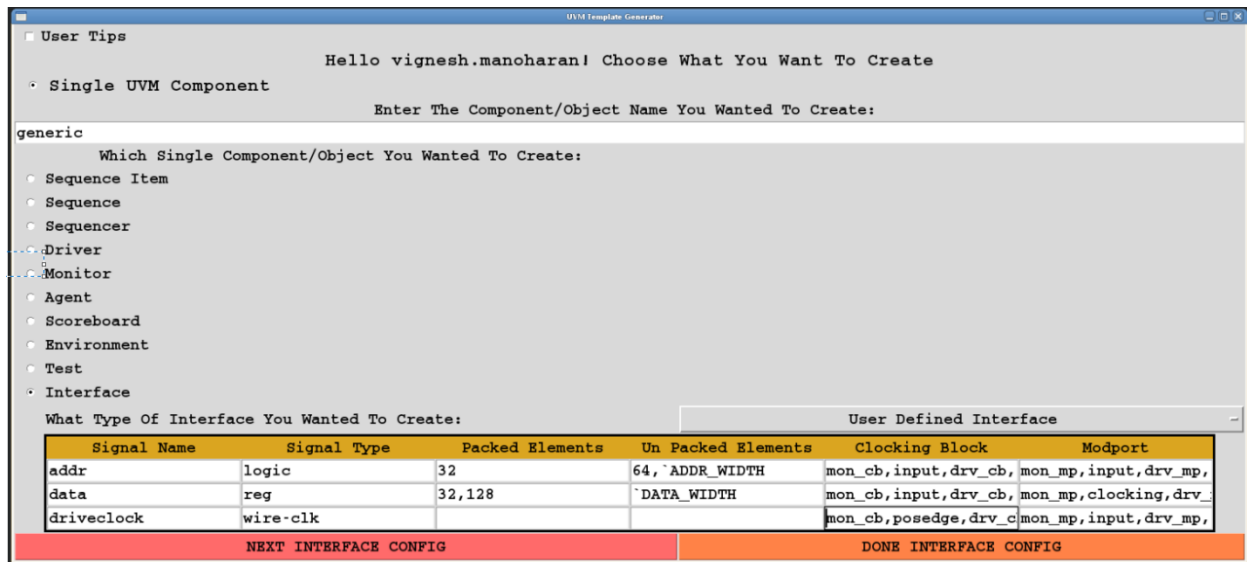 UVM Template Generator
User Tips
Hello vignesh.manoharan! Choose What You Want To Create
Single UVM Component
Enter The Component/Object Name You Wanted To Create:
generic
Which Single Component/Object You Wanted To Create:
Sequence Item
Sequence
Sequencer
Driver
Monitor
Agent
Scoreboard
Environment
Test
Interface
What Type Of Interface You Wanted To Create: User Defined Interface
Signal Name Signal Type Packed Elements Un Packed Elements Clocking Block Modport
addr logic 32 64,`ADDR_WIDTH mon_cb,input,drv_cb, mon_mp,input,drv_mp,
data reg 32,128 `DATA_WIDTH mon_cb,input,drv_cb, mon_mp,clocking,drv_
driveclock wire-clk mon_cb,posedge,drv_c mon_mp,input,drv_mp,
NEXT INTERFACE CONFIG DONE INTERFACE CONFIG